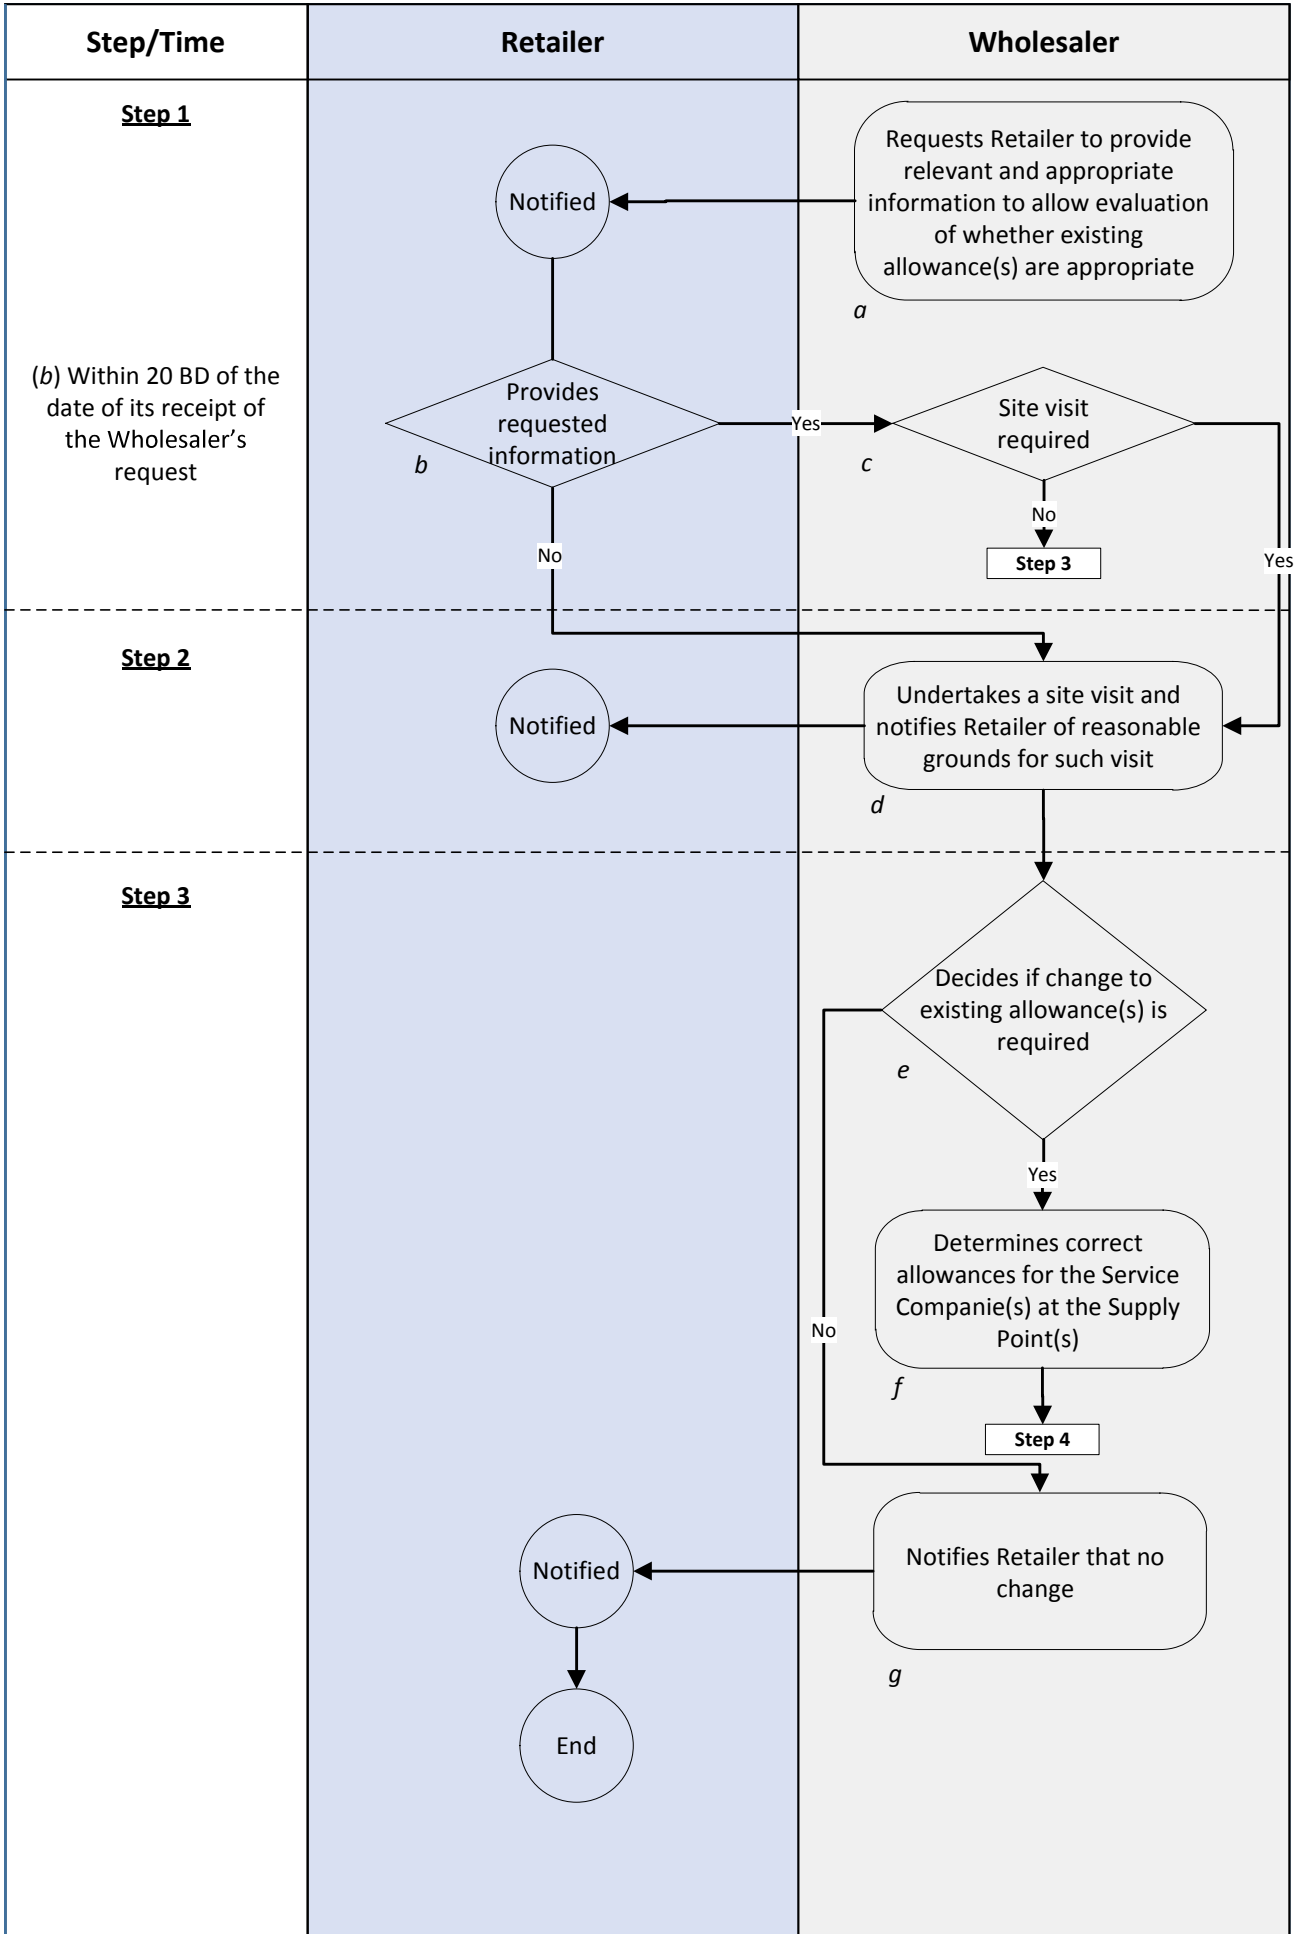 Step/Time
Retailer
Wholesaler
Step 1
Requests Retailer to provide
relevant and appropriate
information to allow evaluation
of whether existing
allowance(s) are appropriate
Notified
a
(b) Within 20 BD of the
date of its receipt of
the Wholesaler's
request
Provides
requested
information
b
Yes
Site visit
required
c
No
Step 3
No
Yes
Step 2
Undertakes a site visit and
notifies Retailer of reasonable
grounds for such visit
Notified
d
Step 3
Decides if change to
existing allowance(s) is
required
e
Yes
Determines correct
allowances for the Service
Companie(s) at the Supply
Point(s)
No
f
Step 4
Notifies Retailer that no
change
Notified
g
End